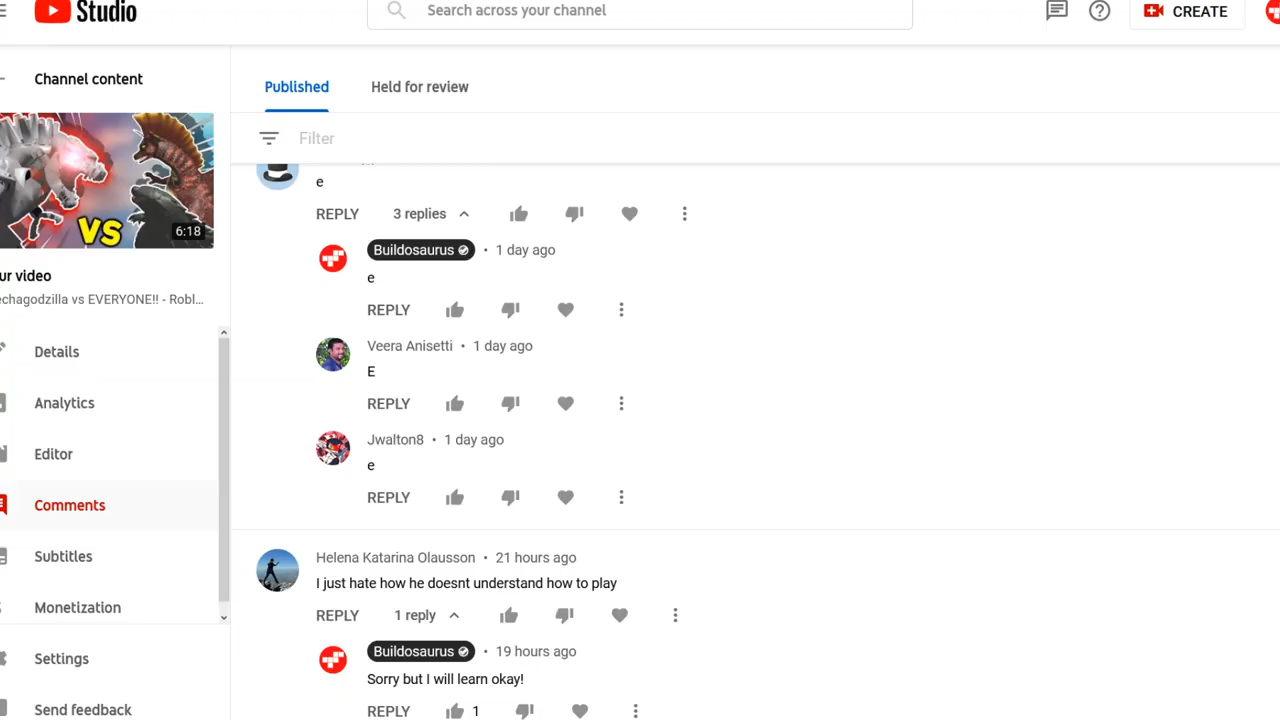 Studio
Search across your channel
CREATE
Channel content
VS
6:18
ur video
echagodzilla vs EVERYONE!! - Robl...
Details
Analytics
Editor
Comments
Subtitles
Monetization
Settings
Send feedback
Published
Held for review
Filter
e
REPLY 3 replies
Buildosaurus • 1 day ago
e
REPLY
Veera Anisetti • 1 day ago
E
REPLY
Jwalton8 • 1 day ago
e
REPLY
Helena Katarina Olausson • 21 hours ago
I just hate how he doesnt understand how to play
REPLY 1 reply
Buildosaurus • 19 hours ago
Sorry but I will learn okay!
REPLY 1